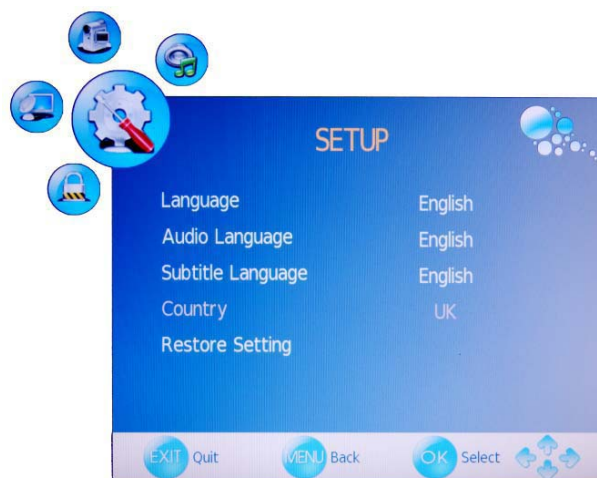 SETUP
Language English
Audio Language English
Subtitle Language English
Country UK
Restore Setting
EXIT Quit MENU Back OK Select